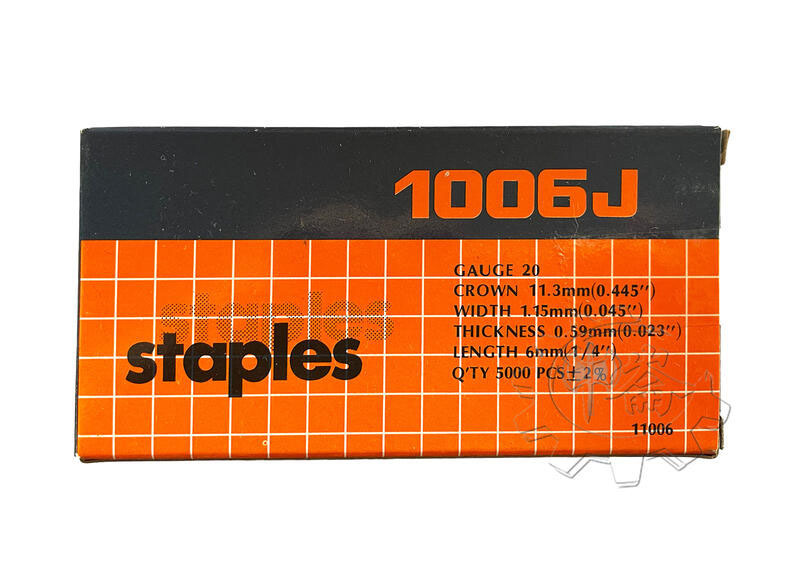 1006J
GAUGE 20
CROWN 11.3mm(0.445")
WIDTH 1.15mm(0.045")
THICKNESS 0.59mm(0.023")
LENGTH 6mm(1/4")
Q'TY 5000 PCS±2%
staples
staples
11006